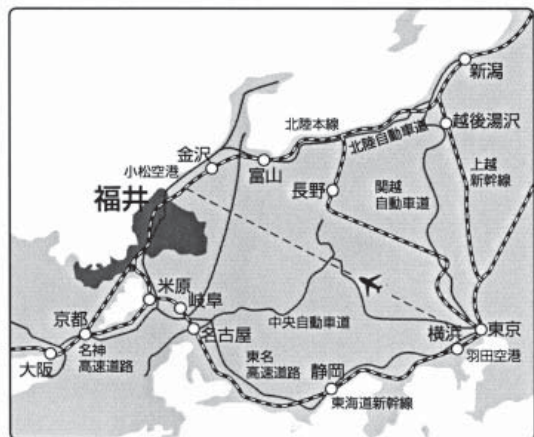 新潟
越後湯沢
北陸本線
北陸自動車道
上越
新幹線
金沢
小松空港
富山
長野
関越
自動車道
福井
米原
岐阜
京都
名古屋
中央自動車道
横浜
東京
羽田空港
大阪
名神
高速道路
東名
高速道路
静岡
東海道新幹線